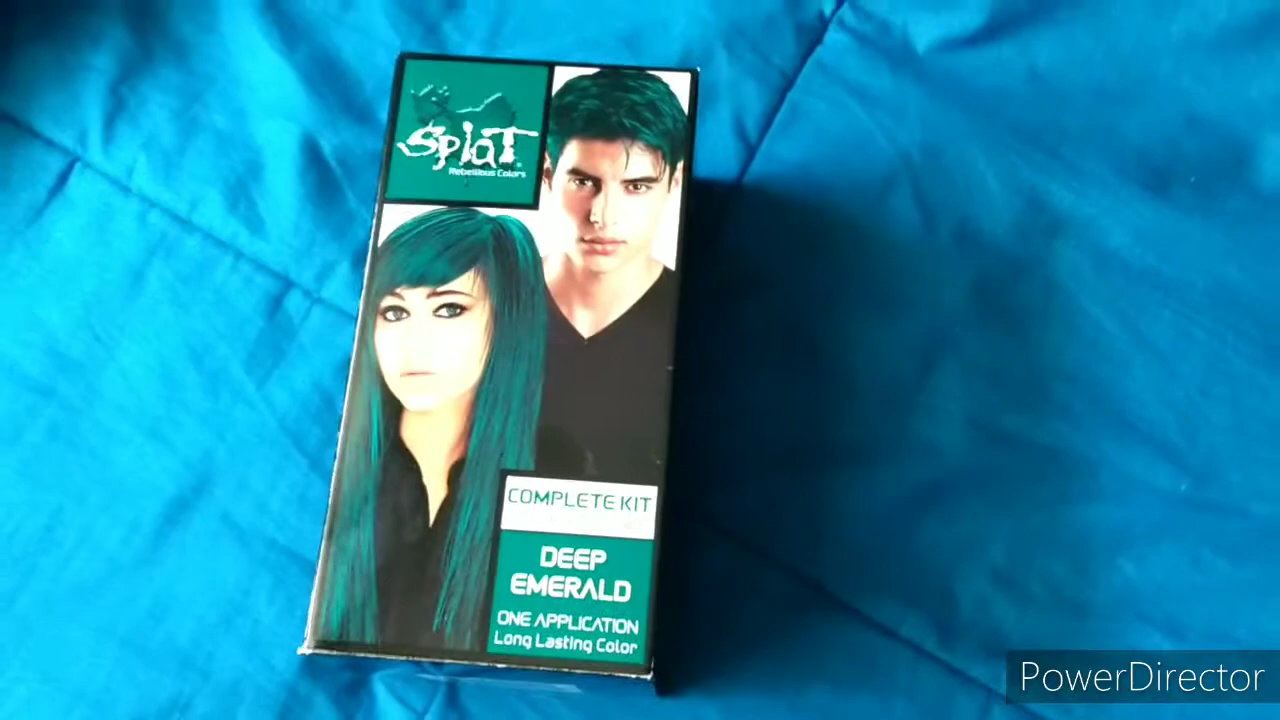 Splat
Rebellious Colors
COMPLETE KIT
DEEP
EMERALD
ONE APPLICATION
Long Lasting Color
PowerDirector